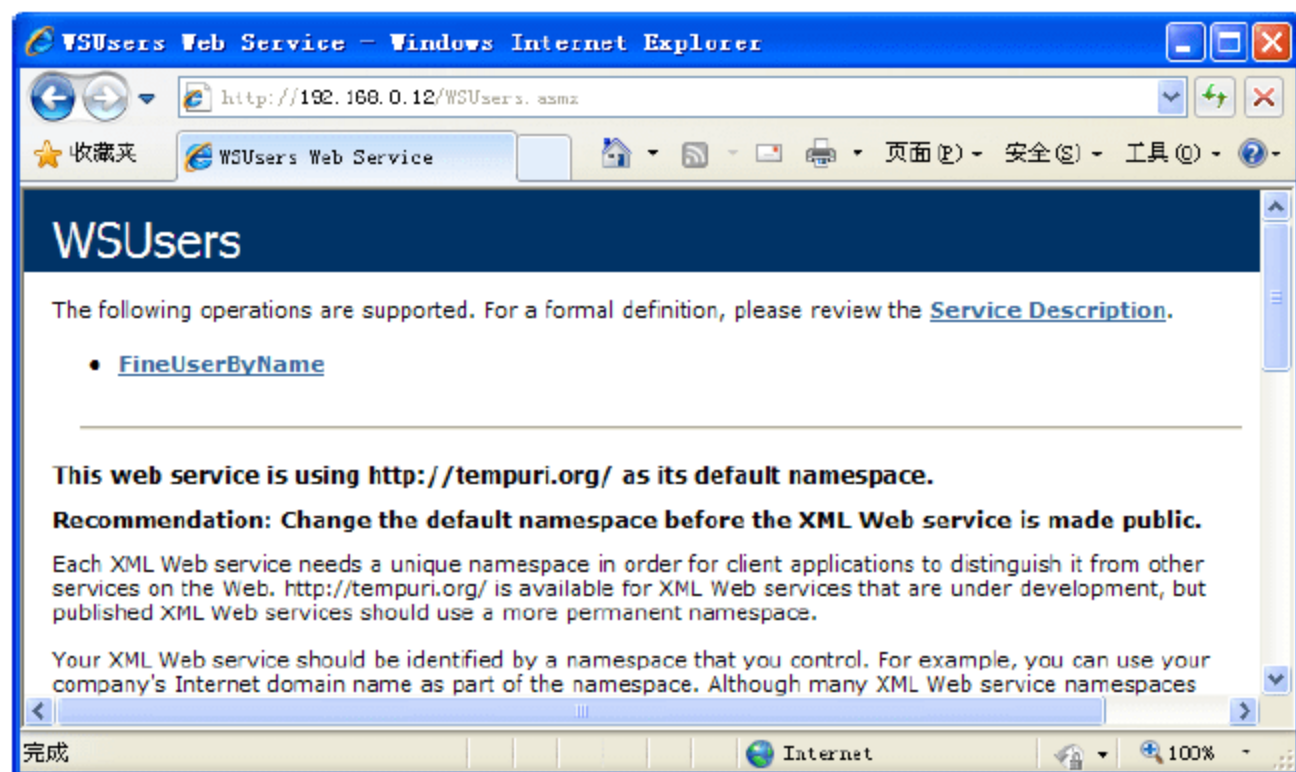 WSUsers Web Service - Windows Internet Explorer
http://192.168.0.12/WSUsers.asmx
收藏夹
WSUsers Web Service
页面(P)
安全(S)
工具(O)
WSUsers
The following operations are supported. For a formal definition, please review the Service Description.
• FineUserByName
This web service is using http://tempuri.org/ as its default namespace.
Recommendation: Change the default namespace before the XML Web service is made public.
Each XML Web service needs a unique namespace in order for client applications to distinguish it from other
services on the Web. http://tempuri.org/ is available for XML Web services that are under development, but
published XML Web services should use a more permanent namespace.
Your XML Web service should be identified by a namespace that you control. For example, you can use your
company's Internet domain name as part of the namespace. Although many XML Web service namespaces
完成
Internet
100%